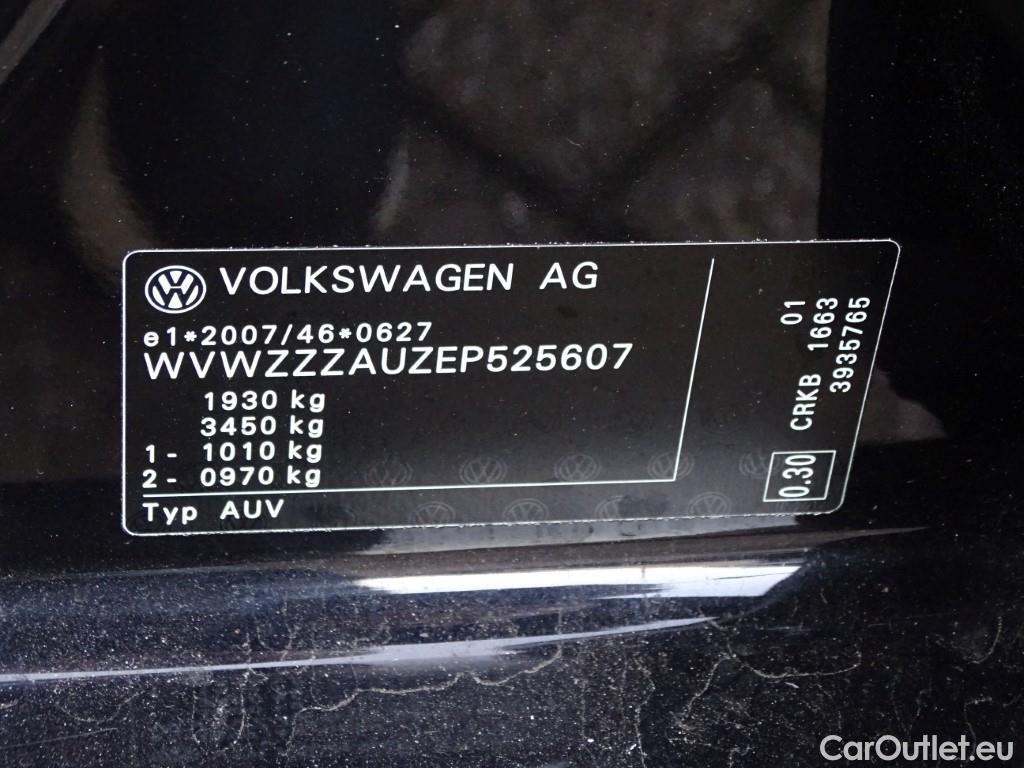 VOLKSWAGEN AG
e1*2007/46*0627
WVWZZZAUZEP525607
1930 kg
3450 kg
1- 1010 kg
2- 0970 kg
Typ AUV
01
CRKB 1663
3935765
0.30
CarOutlet.eu